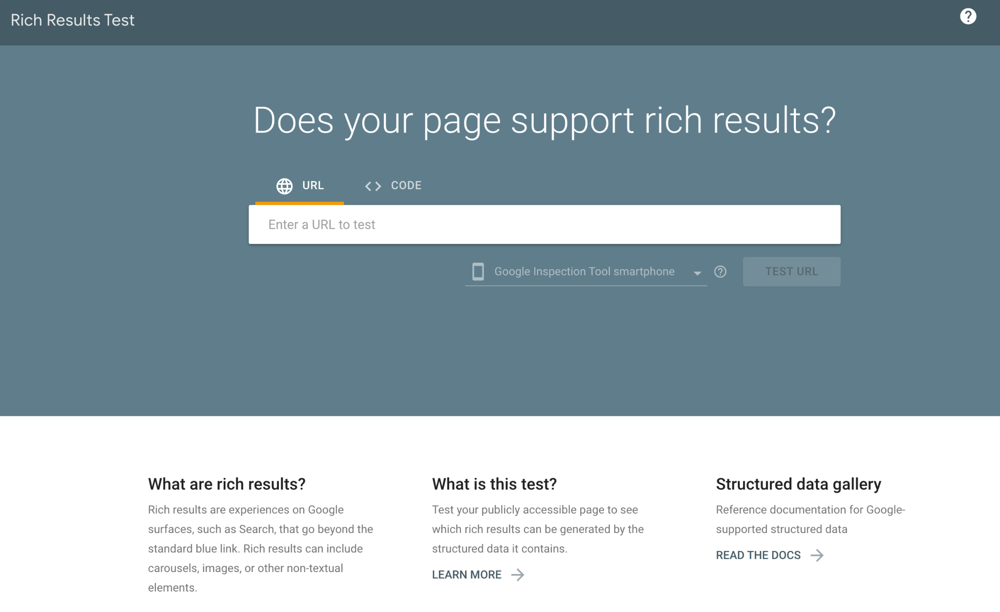 Rich Results Test
Does your page support rich results?
URL
CODE
Enter a URL to test
Google Inspection Tool smartphone
TEST URL
What are rich results?
Rich results are experiences on Google
surfaces, such as Search, that go beyond the
standard blue link. Rich results can include
carousels, images, or other non-textual
elements.
What is this test?
Test your publicly accessible page to see
which rich results can be generated by the
structured data it contains.
LEARN MORE
Structured data gallery
Reference documentation for Google-
supported structured data
READ THE DOCS